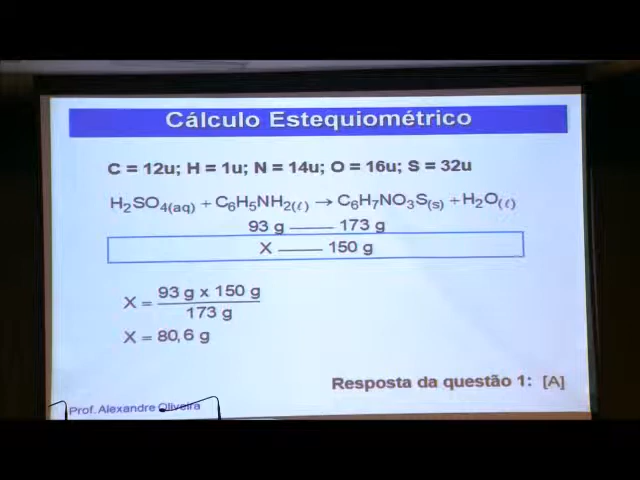 Cálculo Estequiométrico
C = 12u; H = 1u; N = 14u; O = 16u; S = 32u
H₂SO₄(aq) + C₆H₅NH₂(ℓ) → C₆H₇NO₃S(s) + H₂O(ℓ)
93 g —— 173 g
X —— 150 g
X = 93 g x 150 g
173 g
X = 80,6 g
Resposta da questão 1: [A]
Prof. Alexandre Oliveira